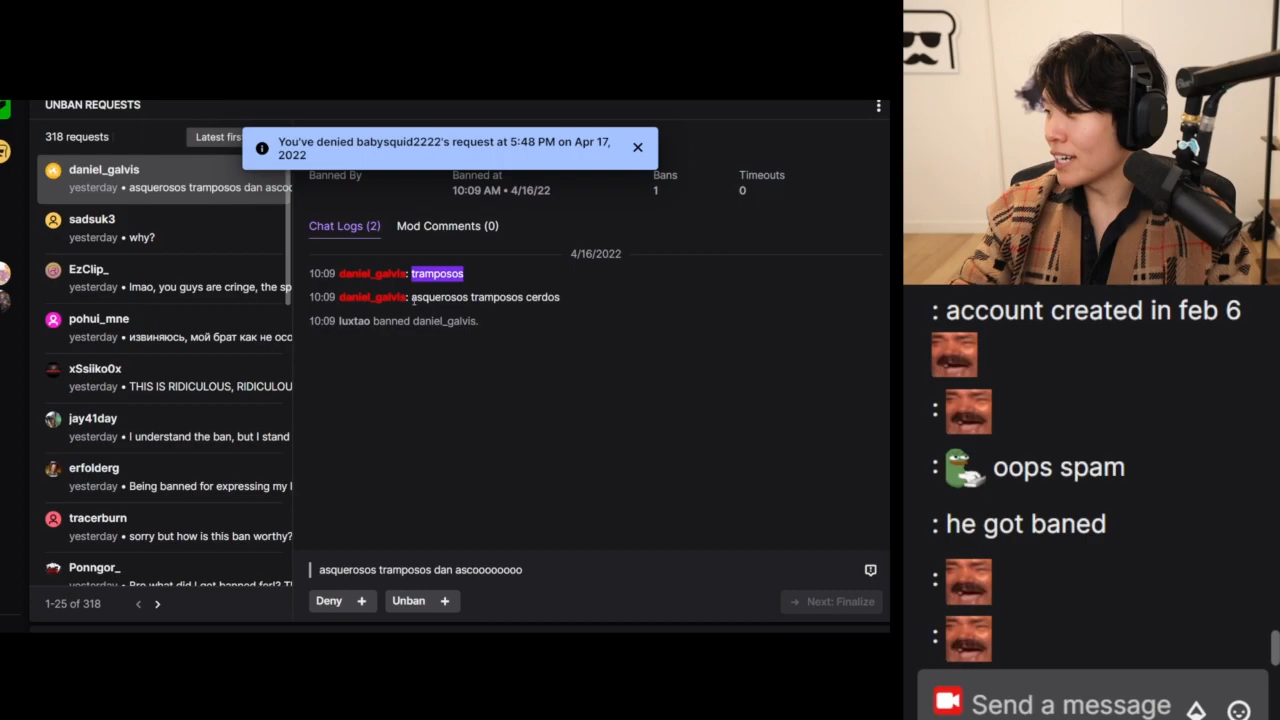 UNBAN REQUESTS
318 requests
Latest firs
You've denied babysquid2222's request at 5:48 PM on Apr 17,
2022
daniel_galvis
yesterday • asquerosos tramposos dan asco
sadsuk3
yesterday • why?
EzClip_
yesterday • lmao, you guys are cringe, the sp
pohui_mne
yesterday • извиняюсь, мой брат как не осо
xSsiiko0x
yesterday • THIS IS RIDICULOUS, RIDICULOU
jay41day
yesterday • I understand the ban, but I stand
erfolderg
yesterday • Being banned for expressing my
tracerburn
yesterday • sorry but how is this ban worthy?
Ponngor_
yesterday • Bro what did I got banned for!?
1-25 of 318
Banned By
Banned at
Bans
Timeouts
10:09 AM • 4/16/22
1
0
Chat Logs (2)
Mod Comments (0)
4/16/2022
10:09 daniel_galvis: tramposos
10:09 daniel_galvis: asquerosos tramposos cerdos
10:09 luxtao banned daniel_galvis.
asquerosos tramposos dan ascoooooooo
Deny +
Unban +
Next: Finalize
: account created in feb 6
:
: oops spam
: he got baned
:
:
Send a message